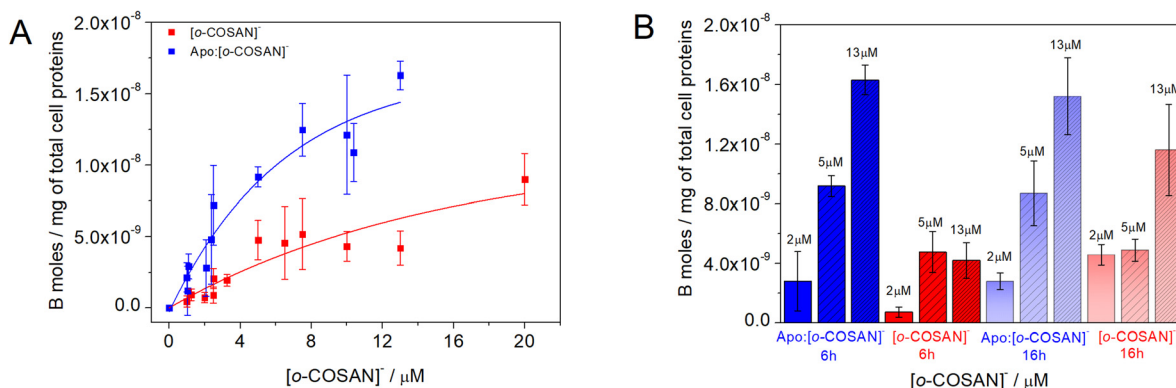 A
B moles / mg of total cell proteins
2.0x10⁻⁸
1.5x10⁻⁸
1.0x10⁻⁸
5.0x10⁻⁹
0.0
[o-COSAN]⁻
Apo:[o-COSAN]⁻
0 4 8 12 16 20
[o-COSAN]⁻ / μM
B
B moles / mg of total cell proteins
2.0x10⁻⁸
1.6x10⁻⁸
1.2x10⁻⁸
8.0x10⁻⁹
4.0x10⁻⁹
0.0
2μM
5μM
13μM
2μM
5μM
13μM
2μM
5μM
13μM
2μM
5μM
13μM
Apo:[o-COSAN]⁻
6h
[o-COSAN]⁻
6h
Apo:[o-COSAN]⁻
16h
[o-COSAN]⁻
16h
[o-COSAN]⁻ / μM